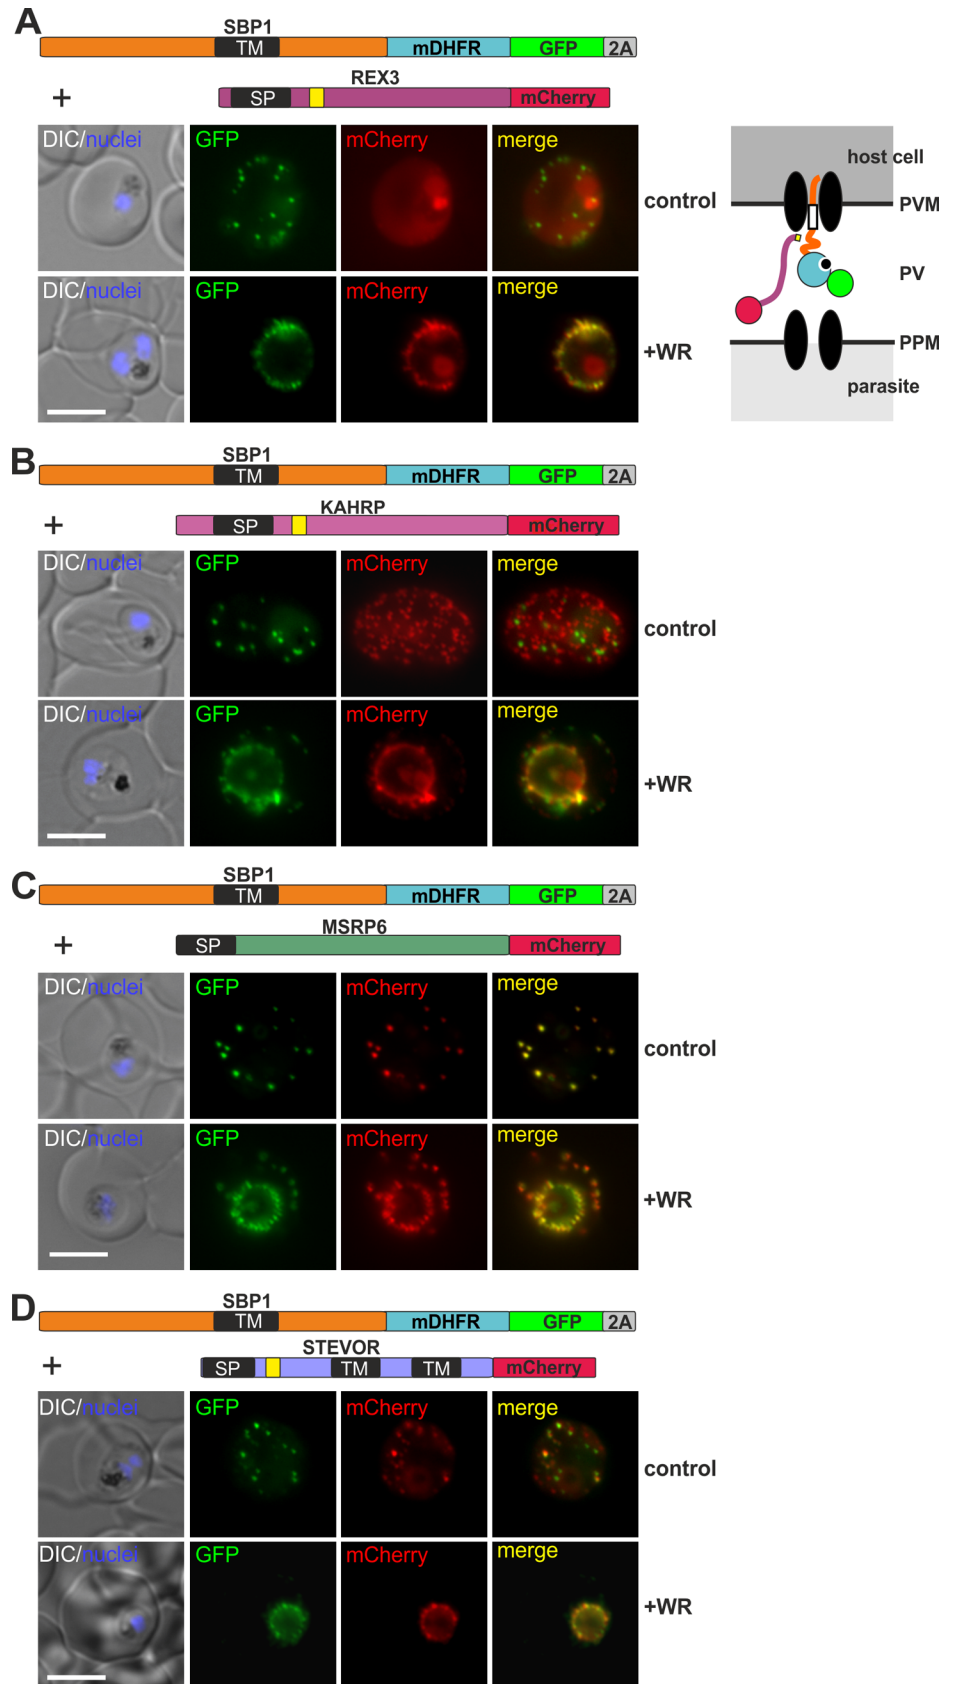 A
SBP1
TM mDHFR GFP 2A
+
REX3
SP mCherry
DIC/nuclei GFP mCherry merge
control
DIC/nuclei GFP mCherry merge
+WR
host cell
PVM
PV
PPM
parasite
B
SBP1
TM mDHFR GFP 2A
+
KAHRP
SP mCherry
DIC/nuclei GFP mCherry merge
control
DIC/nuclei GFP mCherry merge
+WR
C
SBP1
TM mDHFR GFP 2A
+
MSRP6
SP mCherry
DIC/nuclei GFP mCherry merge
control
DIC/nuclei GFP mCherry merge
+WR
D
SBP1
TM mDHFR GFP 2A
+
STEVOR
SP TM TM mCherry
DIC/nuclei GFP mCherry merge
control
DIC/nuclei GFP mCherry merge
+WR